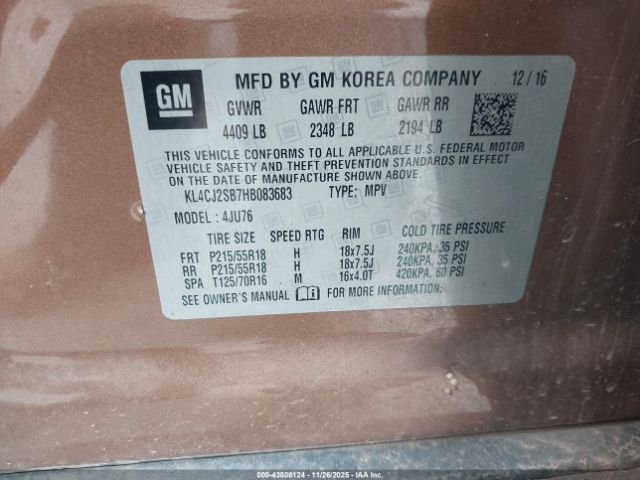 GM MFD BY GM KOREA COMPANY 12/16
GVWR GAWR FRT GAWR RR
4409 LB 2348 LB 2194 LB
THIS VEHICLE CONFORMS TO ALL APPLICABLE U.S. FEDERAL MOTOR
VEHICLE SAFETY AND THEFT PREVENTION STANDARDS IN EFFECT
ON THE DATE OF MANUFACTURE SHOWN ABOVE.
KL4CJ2SB7HB083683 TYPE: MPV
MODEL : 4JU76
TIRE SIZE SPEED RTG RIM COLD TIRE PRESSURE
FRT P215/55R18 H 18x7.5J 240KPA, 35 PSI
RR P215/55R18 H 18x7.5J 240KPA, 35 PSI
SPA T125/70R16 M 16x4.0T 420KPA, 60 PSI
SEE OWNER'S MANUAL FOR MORE INFORMATION.
000-43808124 | 11/26/2025 | IAAI.COM